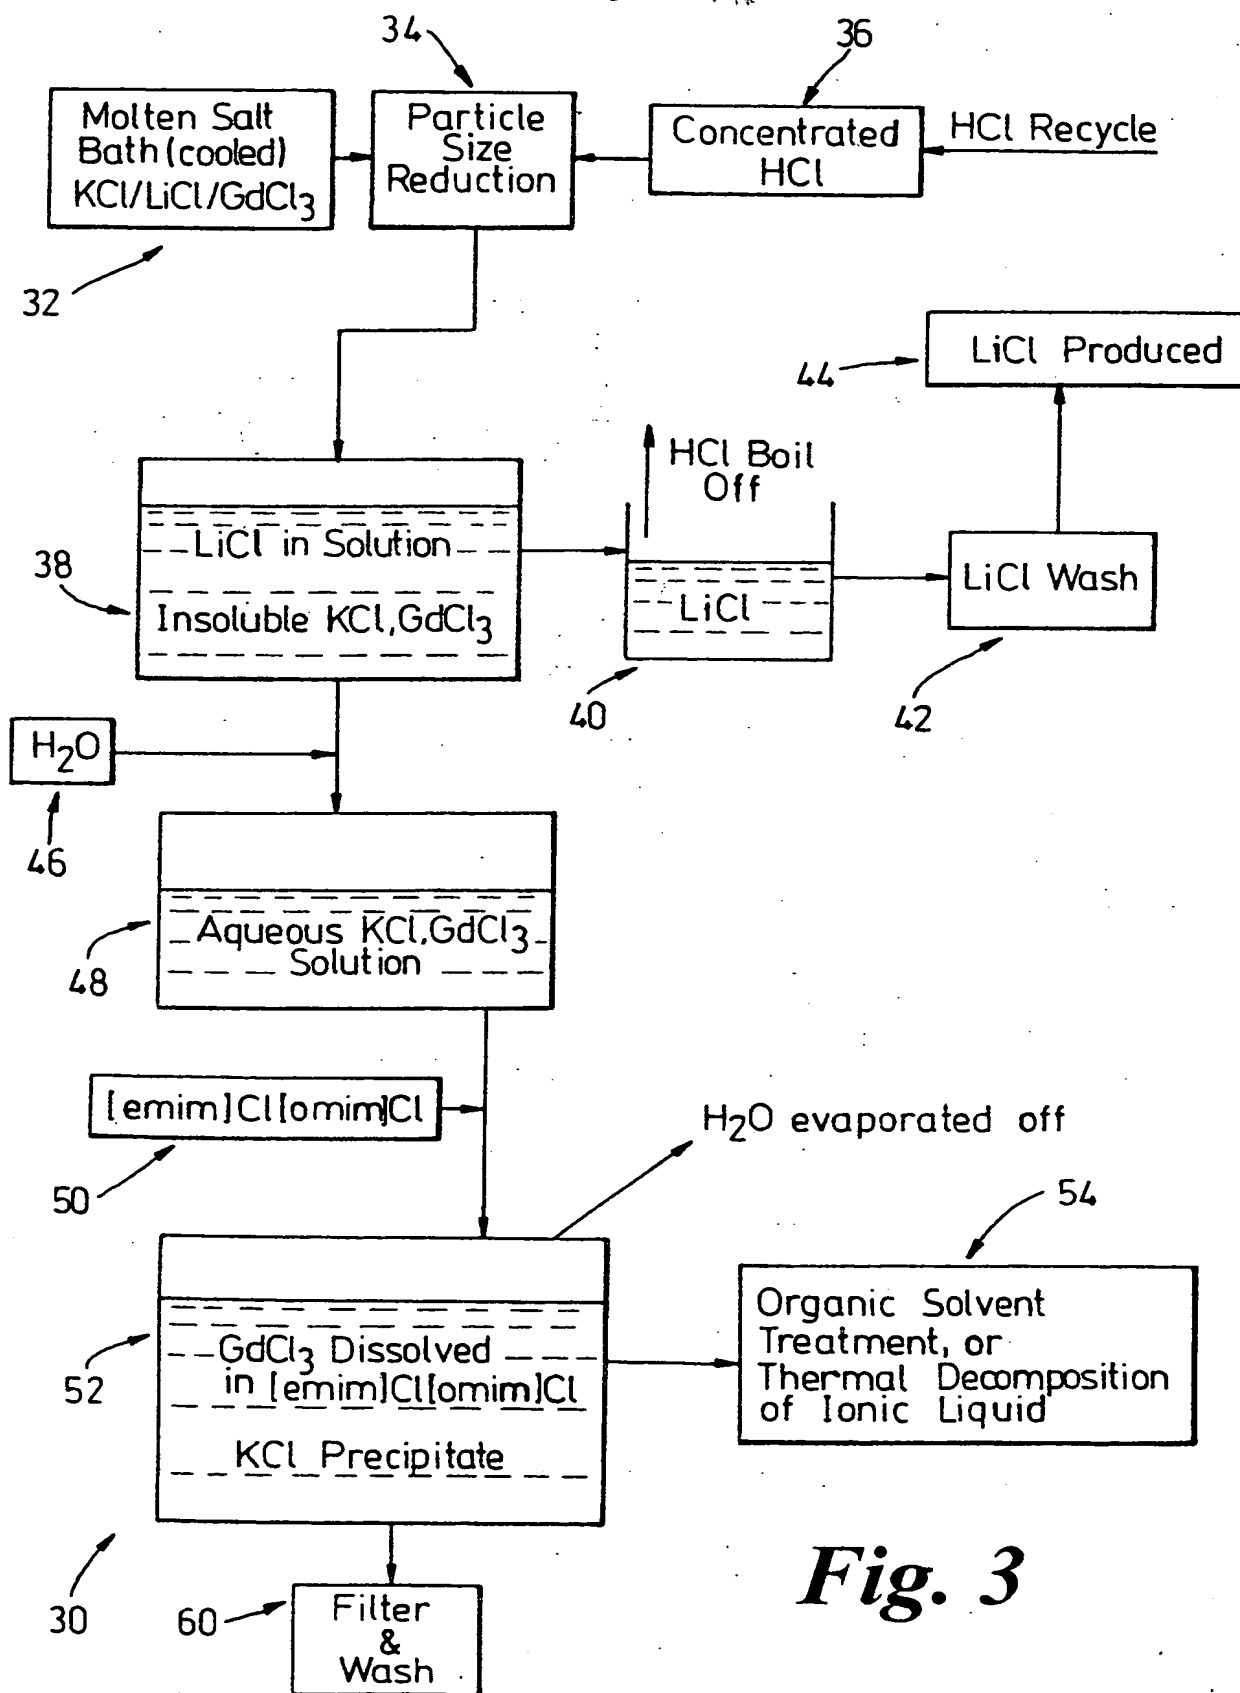 34
36
Molten Salt
Bath (cooled)
KCl/LiCl/GdCl₃
Particle
Size
Reduction
Concentrated
HCl
HCl Recycle
32
LiCl Produced
44
HCl Boil
Off
LiCl in Solution
38
Insoluble KCl,GdCl₃
LiCl
LiCl Wash
40
42
H₂O
46
Aqueous KCl,GdCl₃
Solution
48
[emim]Cl[omim]Cl
H₂O evaporated off
50
54
GdCl₃ Dissolved
in [emim]Cl[omim]Cl
52
KCl Precipitate
Organic Solvent
Treatment, or
Thermal Decomposition
of Ionic Liquid
30
60
Filter
&
Wash
Fig. 3